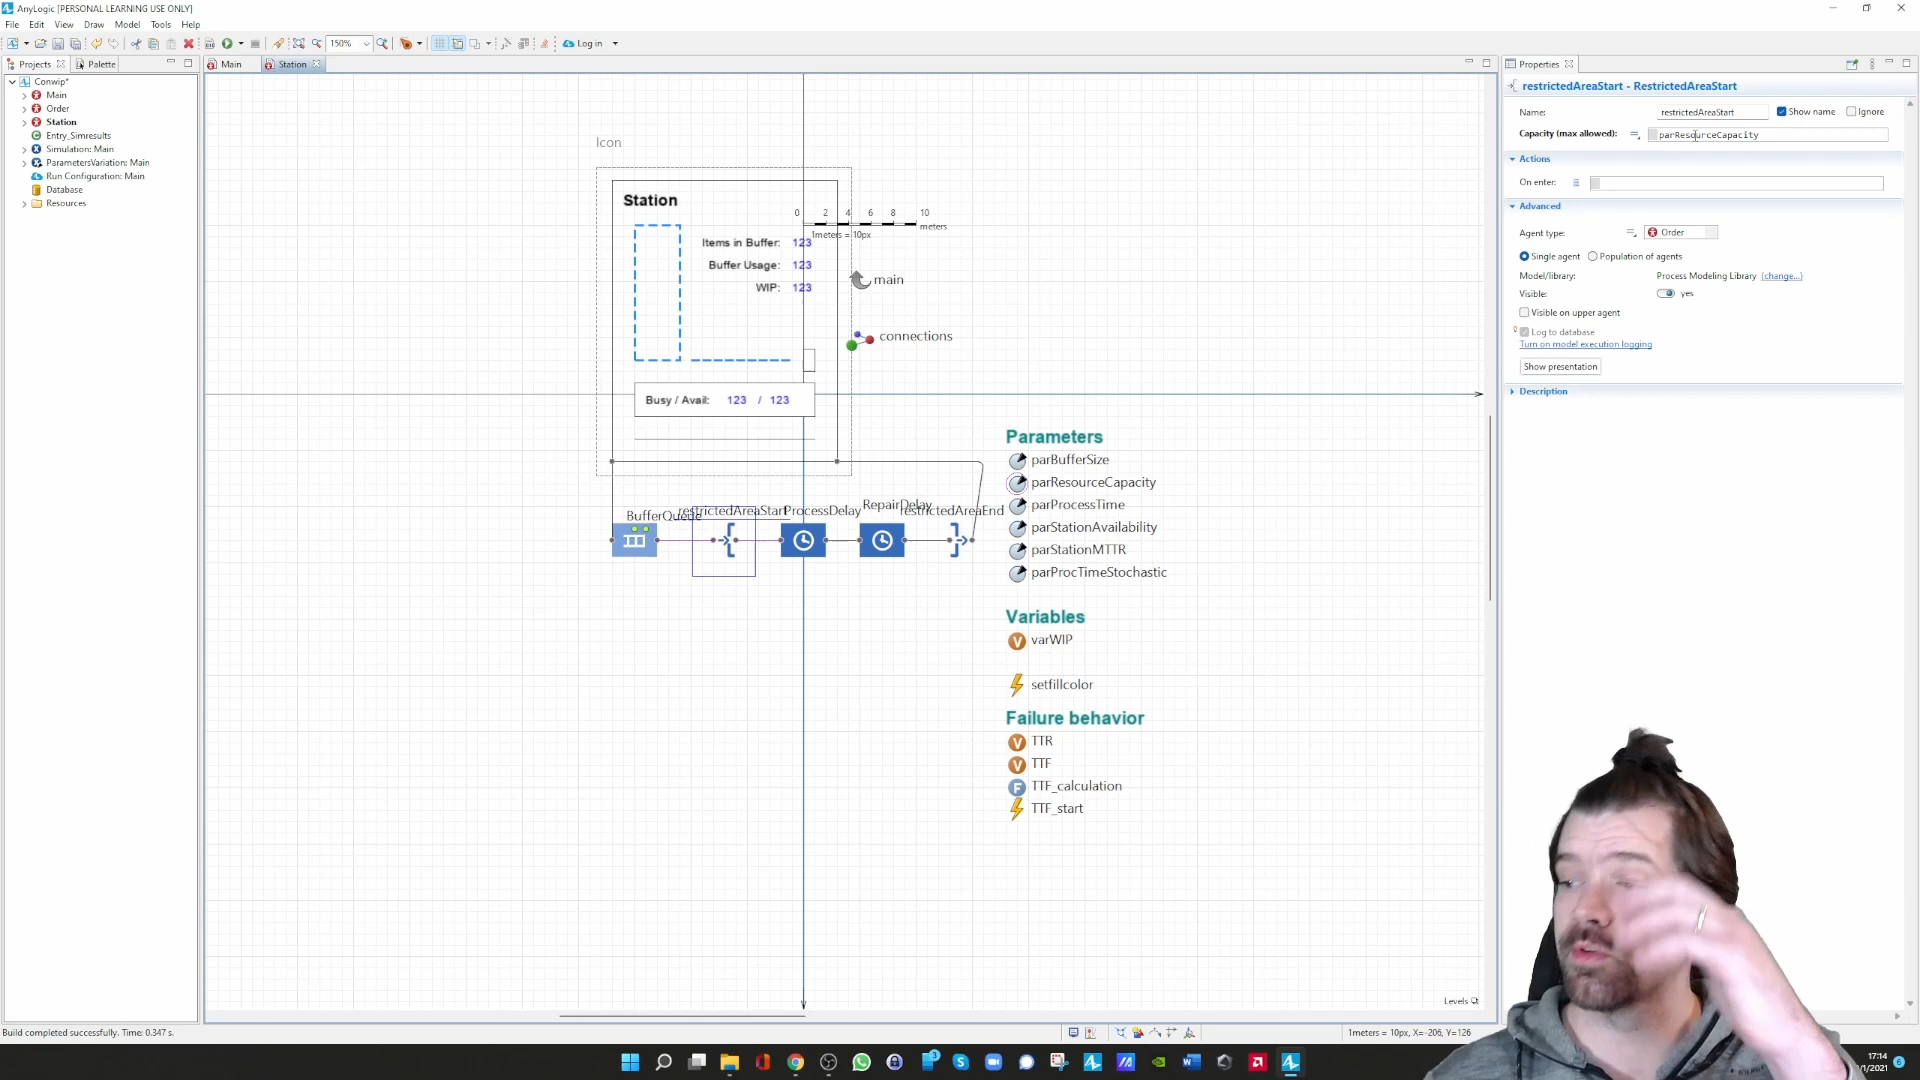 AnyLogic [PERSONAL LEARNING USE ONLY]
File Edit View Draw Model Tools Help
150% Log in
Projects Palette
Main Station
Properties
Conwip*
Main
Order
Station
Entry_Simresults
Simulation: Main
ParametersVariation: Main
Run Configuration: Main
Database
Resources
Icon
Station
Items in Buffer: 123
Buffer Usage: 123
WIP: 123
0 2 4 6 8 10
meters
1meters = 10px
main
connections
Busy / Avail: 123 / 123
BufferQueue
restrictedAreaStart
ProcessDelay
RepairDelay
restrictedAreaEnd
Parameters
parBufferSize
parResourceCapacity
parProcessTime
parStationAvailability
parStationMTTR
parProcTimeStochastic
Variables
varWIP
setfillcolor
Failure behavior
TTR
TTF
TTF_calculation
TTF_start
Levels
restrictedAreaStart - RestrictedAreaStart
Name: restrictedAreaStart Show name Ignore
Capacity (max allowed): parResourceCapacity
Actions
On enter:
Advanced
Agent type: Order
Single agent Population of agents
Model/library: Process Modeling Library (change...)
Visible: yes
Visible on upper agent
Log to database
Turn on model execution logging
Show presentation
Description
Build completed successfully. Time: 0.347 s.
1meters = 10px, X=-206, Y=126
17:14
/1/2021